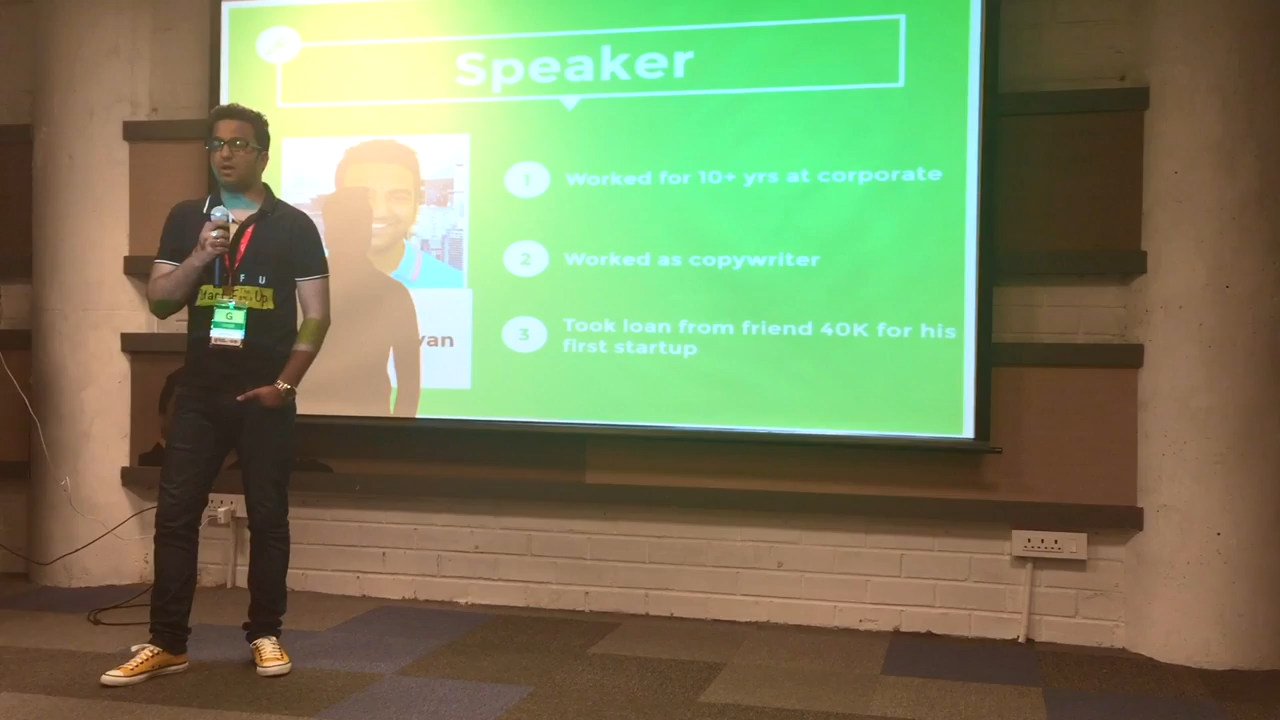 Speaker
1
Worked for 10+ yrs at corporate
2
Worked as copywriter
3
Took loan from friend 40K for his
first startup
F U
Up
G